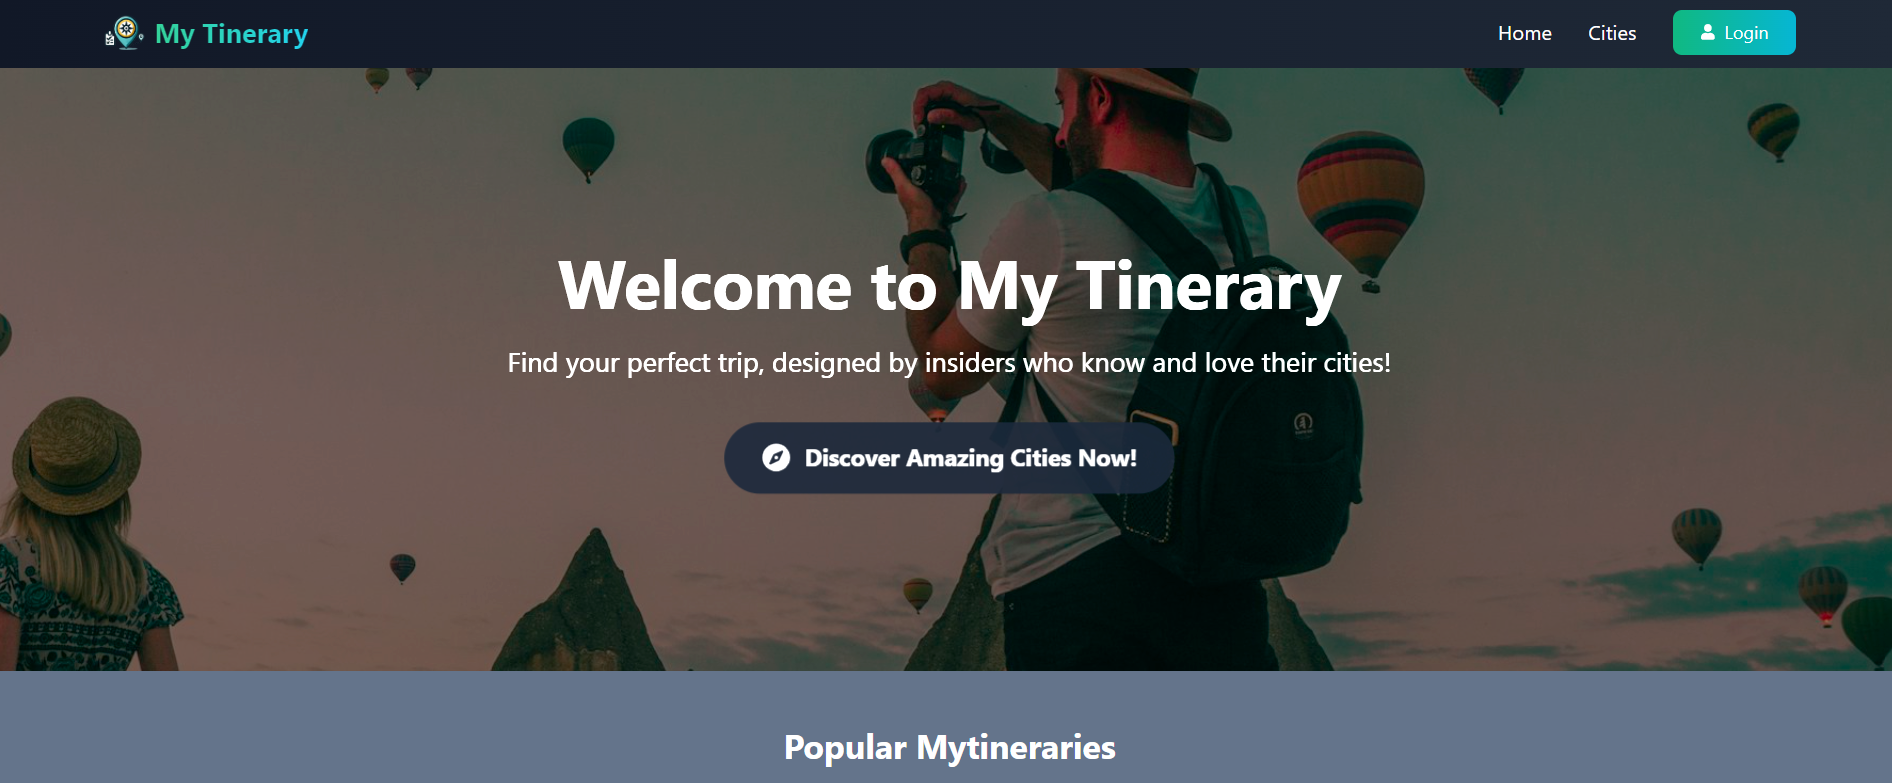 My Tinerary
Home
Cities
Login
Welcome to My Tinerary
Find your perfect trip, designed by insiders who know and love their cities!
Discover Amazing Cities Now!
Popular Mytineraries